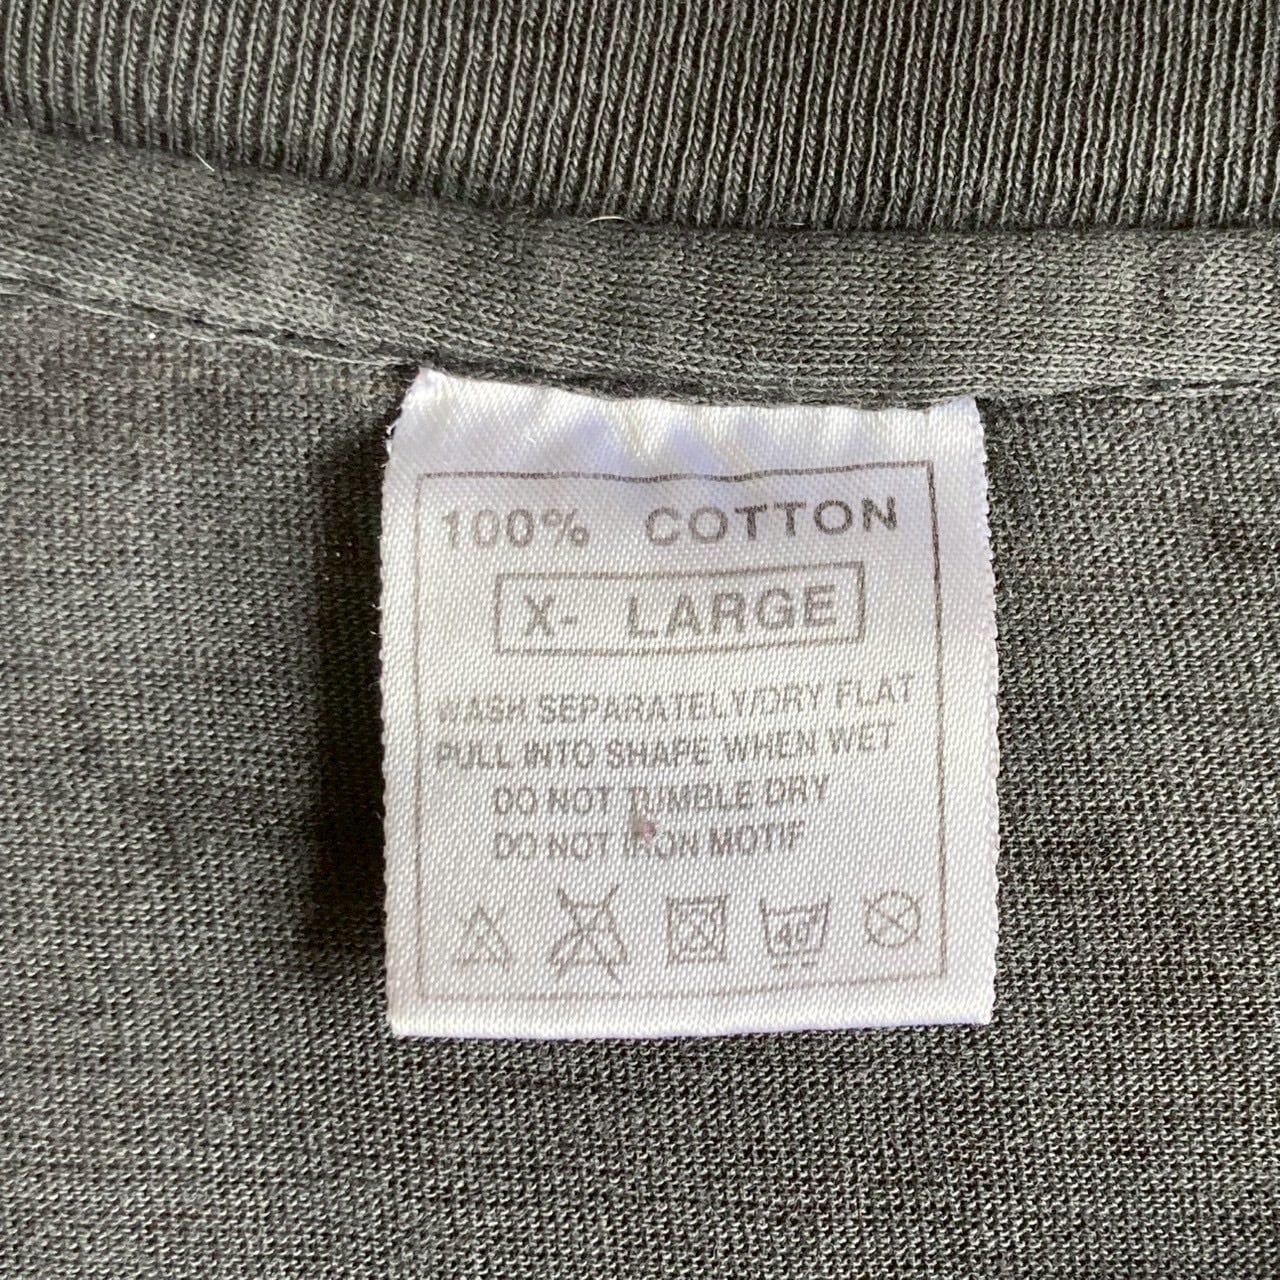 100% COTTON
X- LARGE
WASH SEPARATELY/DRY FLAT
PULL INTO SHAPE WHEN WET
DO NOT TUMBLE DRY
DO NOT IRON MOTIF
40°